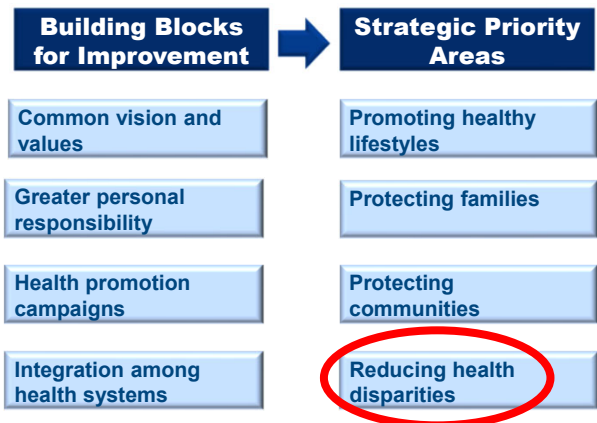 Building Blocks
for Improvement
Strategic Priority
Areas
Common vision and
values
Promoting healthy
lifestyles
Greater personal
responsibility
Protecting families
Health promotion
campaigns
Protecting
communities
Integration among
health systems
Reducing health
disparities